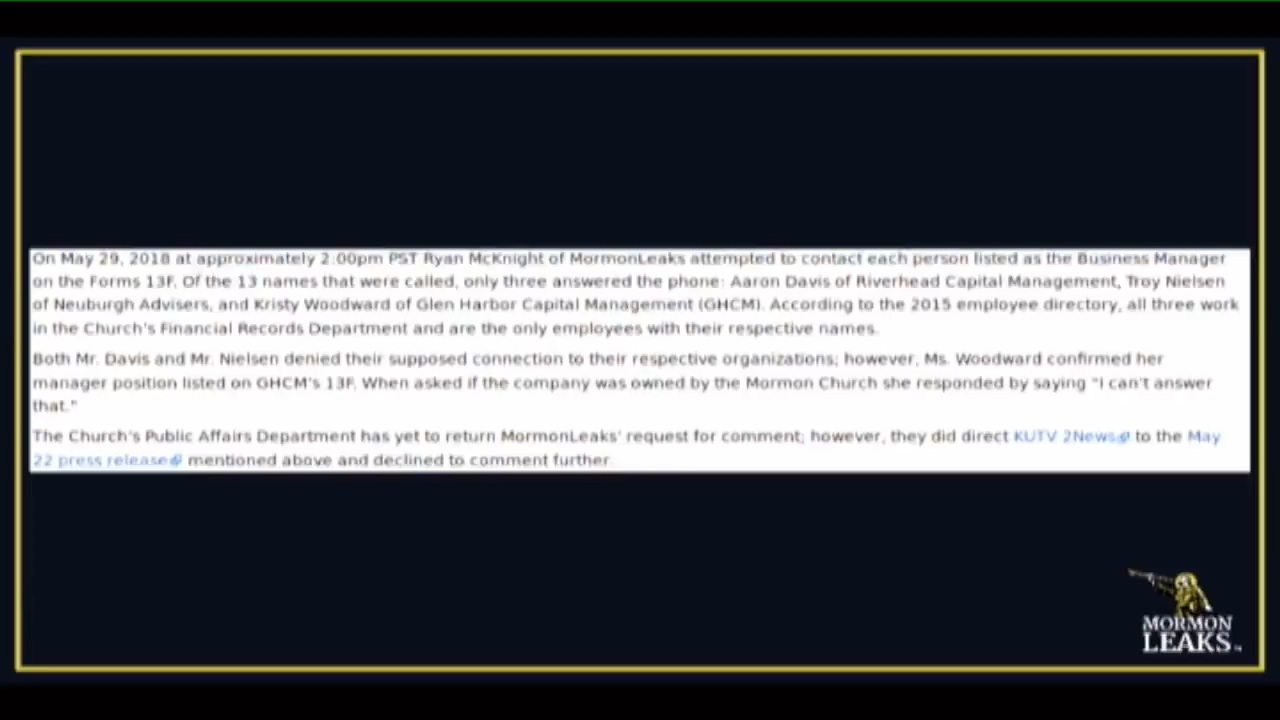 On May 29, 2018 at approximately 2:00pm PST Ryan McKnight of MormonLeaks attempted to contact each person listed as the Business Manager
on the Forms 13F. Of the 13 names that were called, only three answered the phone: Aaron Davis of Riverhead Capital Management, Troy Nielsen
of Neuburgh Advisers, and Kristy Woodward of Glen Harbor Capital Management (GHCM). According to the 2015 employee directory, all three work
in the Church's Financial Records Department and are the only employees with their respective names.
Both Mr. Davis and Mr. Nielsen denied their supposed connection to their respective organizations; however, Ms. Woodward confirmed her
manager position listed on GHCM's 13F. When asked if the company was owned by the Mormon Church she responded by saying "I can't answer
that."
The Church's Public Affairs Department has yet to return MormonLeaks' request for comment; however, they did direct KUTV 2News to the May
22 press release mentioned above and declined to comment further.
MORMON
LEAKS™